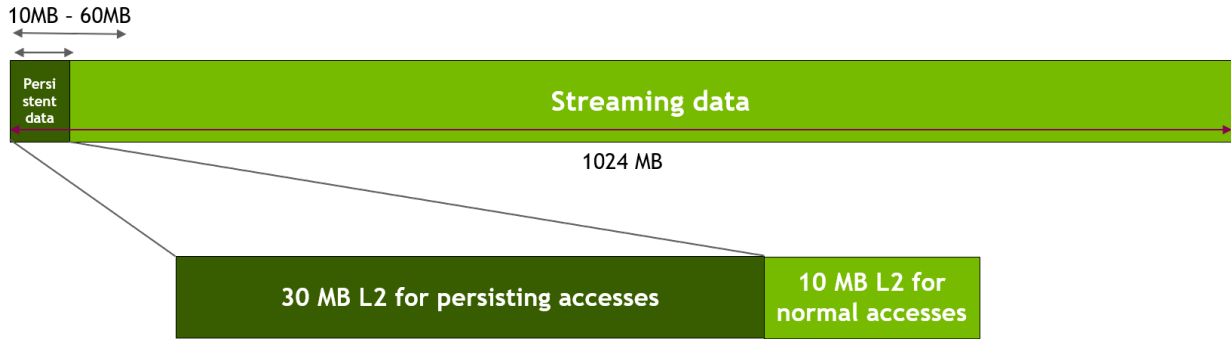 10MB – 60MB
Persi
stent
data
Streaming data
1024 MB
30 MB L2 for persisting accesses
10 MB L2 for
normal accesses